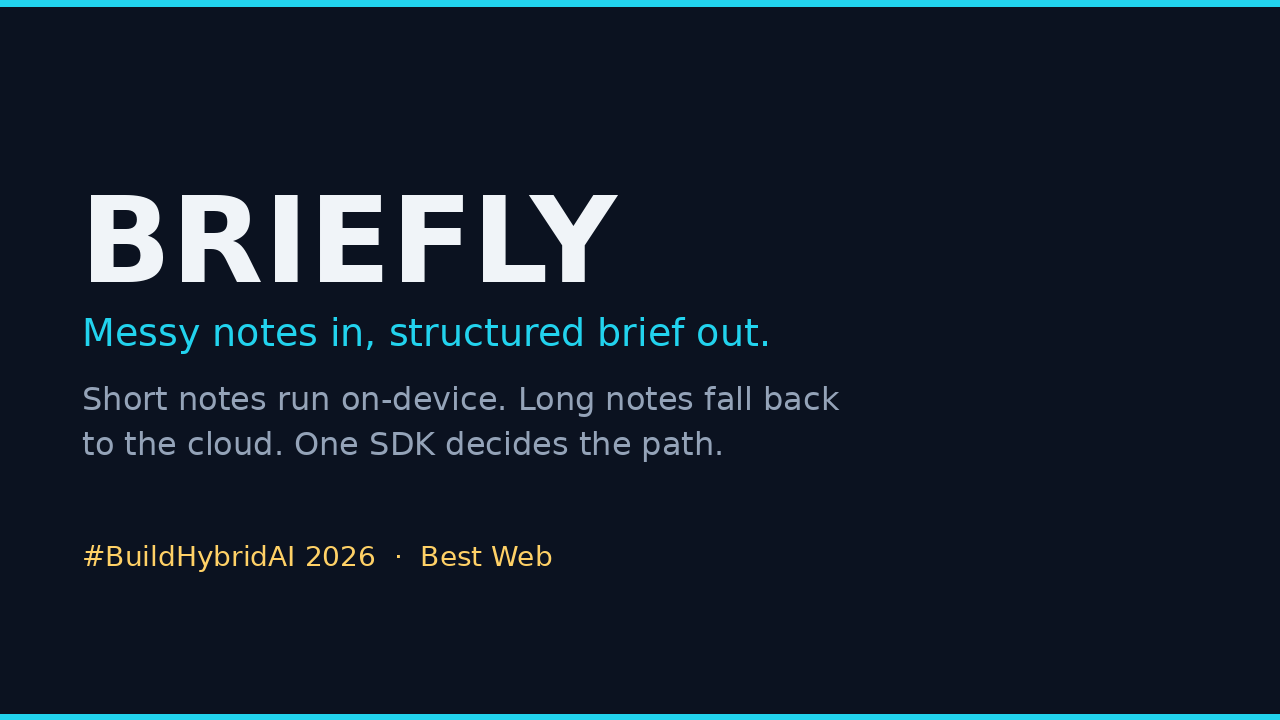 BRIEFLY
Messy notes in, structured brief out.
Short notes run on-device. Long notes fall back
to the cloud. One SDK decides the path.
#BuildHybridAI 2026 · Best Web